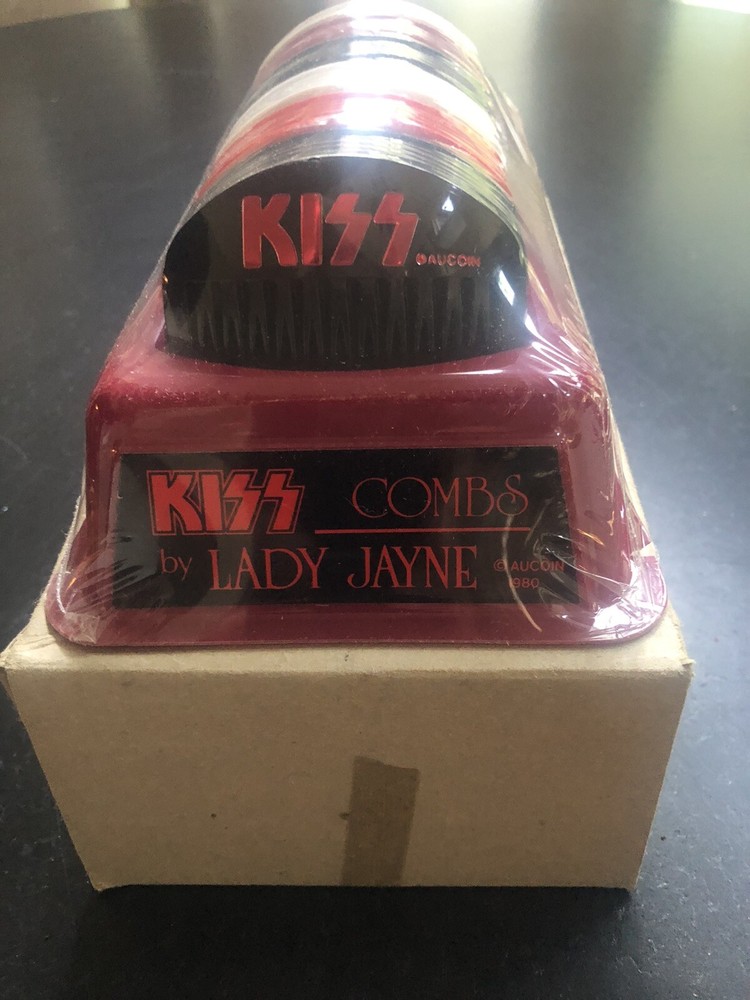 KISS ©AUCOIN
KISS COMBS
by LADY JAYNE © AUCOIN
1980